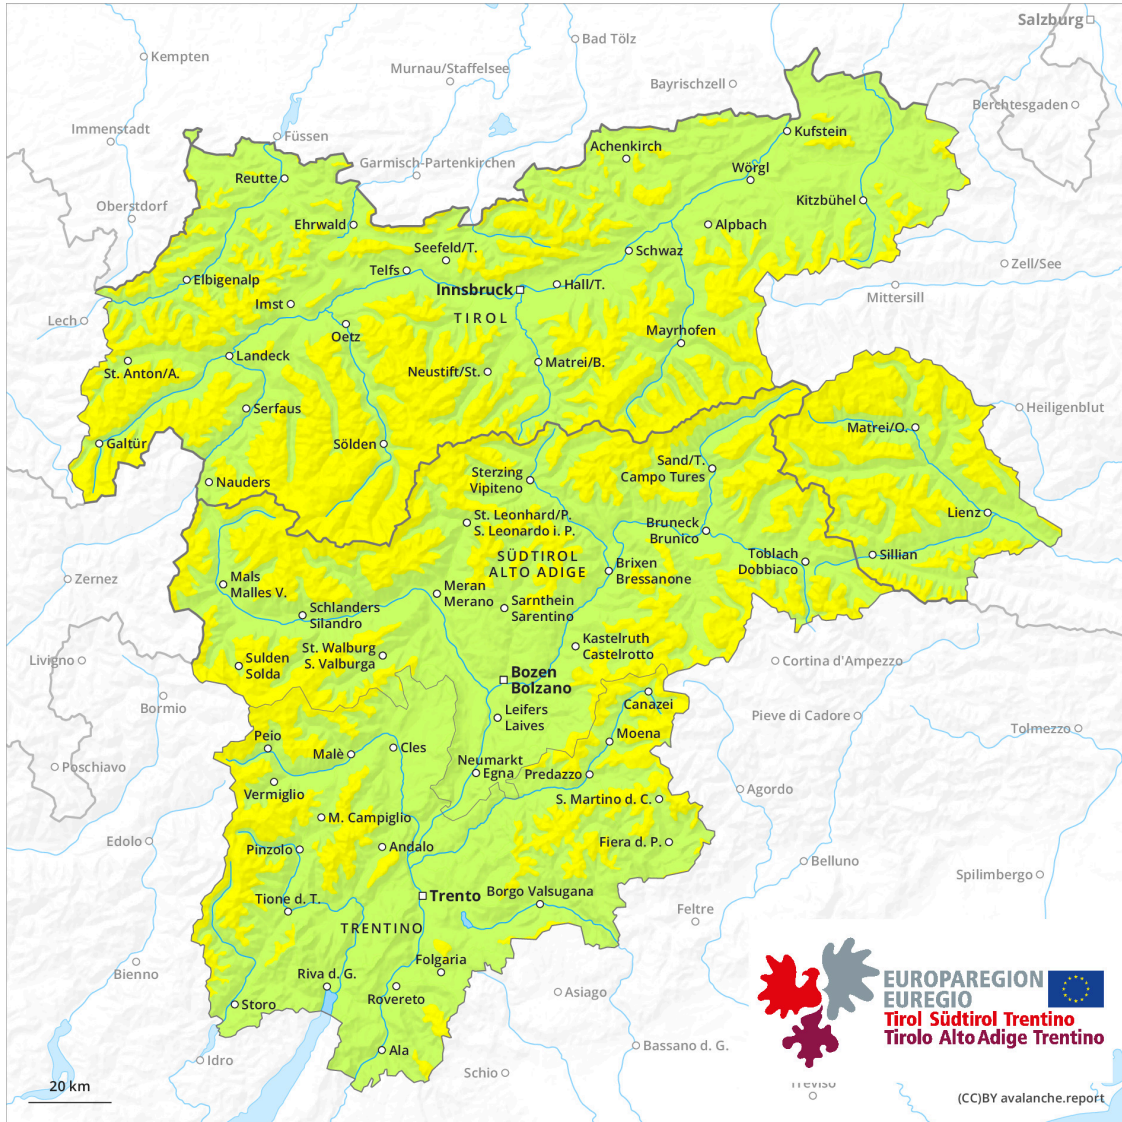 Salzburg
Bad Tölz
Kempten
Murnau/Staffelsee
Bayrischzell
Berchtesgaden
Immenstadt
Füssen
Kufstein
Achenkirch
Garmisch-Partenkirchen
Wörgl
Reutte
Oberstdorf
Kitzbühel
Ehrwald
Alpbach
Seefeld/T.
Schwaz
Telfs
Zell/See
Elbigenalp
Innsbruck
Hall/T.
Mittersill
Imst
Lech
TIROL
Oetz
Mayrhofen
Landeck
Matrei/B.
St. Anton/A.
Neustift/St.
Serfaus
Heiligenblut
Matrei/O.
Galtür
Sölden
Sand/T.
Campo Tures
Sterzing
Vipiteno
Nauders
St. Leonhard/P.
S. Leonardo i. P.
Lienz
Bruneck
Brunico
SÜDTIROL
ALTO ADIGE
Toblach
Dobbiaco
Sillian
Brixen
Bressanone
Zernez
Mals
Malles V.
Meran
Merano
Sarnthein
Sarentino
Schlanders
Silandro
Kastelruth
Castelrotto
St. Walburg
S. Valburga
Livigno
Sulden
Solda
Cortina d'Ampezzo
Bozen
Bolzano
Canazei
Bormio
Leifers
Laives
Pieve di Cadore
Tolmezzo
Moena
Peio
Malè
Cles
Neumarkt
Egna
Predazzo
Poschiavo
Vermiglio
S. Martino d. C.
Agordo
M. Campiglio
Edolo
Pinzolo
Andalo
Fiera d. P.
Belluno
Spilimbergo
Trento
Borgo Valsugana
Tione d. T.
Feltre
TRENTINO
Folgaria
Bienno
Riva d. G.
Rovereto
Asiago
Storo
EUROPAREGION
EUREGIO
Tirol Südtirol Trentino
Tirolo Alto Adige Trentino
Ala
Idro
Bassano d. G.
Schio
Treviso
20 km
(CC)BY avalanche.report